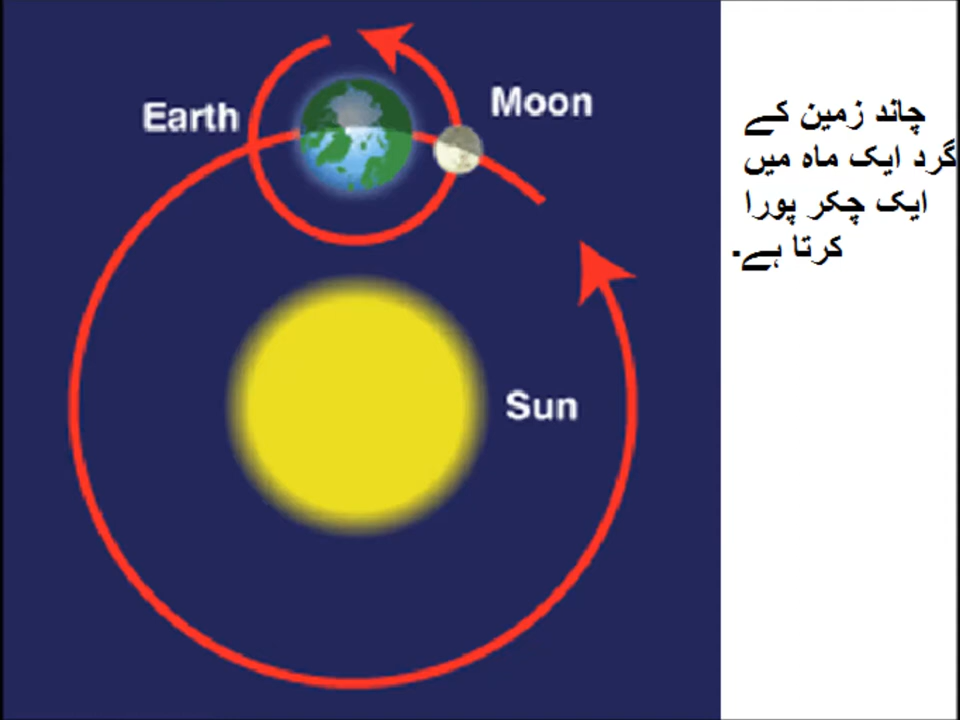 Earth
Moon
Sun
چاند زمین کے
گرد ایک ماہ میں
ایک چکر پورا
کرتا ہے۔